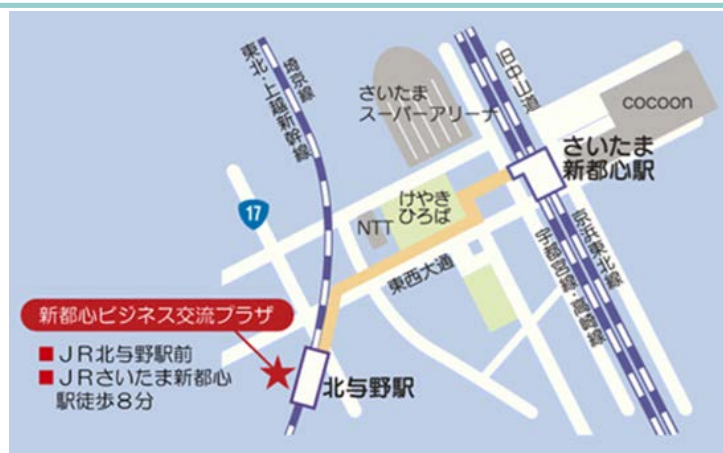 埼京線
東北・上越新幹線
さいたま
スーパーアリーナ
旧中山道
cocoon
さいたま
新都心駅
けやき
ひろば
NTT
17
東西大通
京浜東北線
宇都宮線・高崎線
新都心ビジネス交流プラザ
■ＪＲ北与野駅前
■ＪＲさいたま新都心
駅徒歩８分
北与野駅